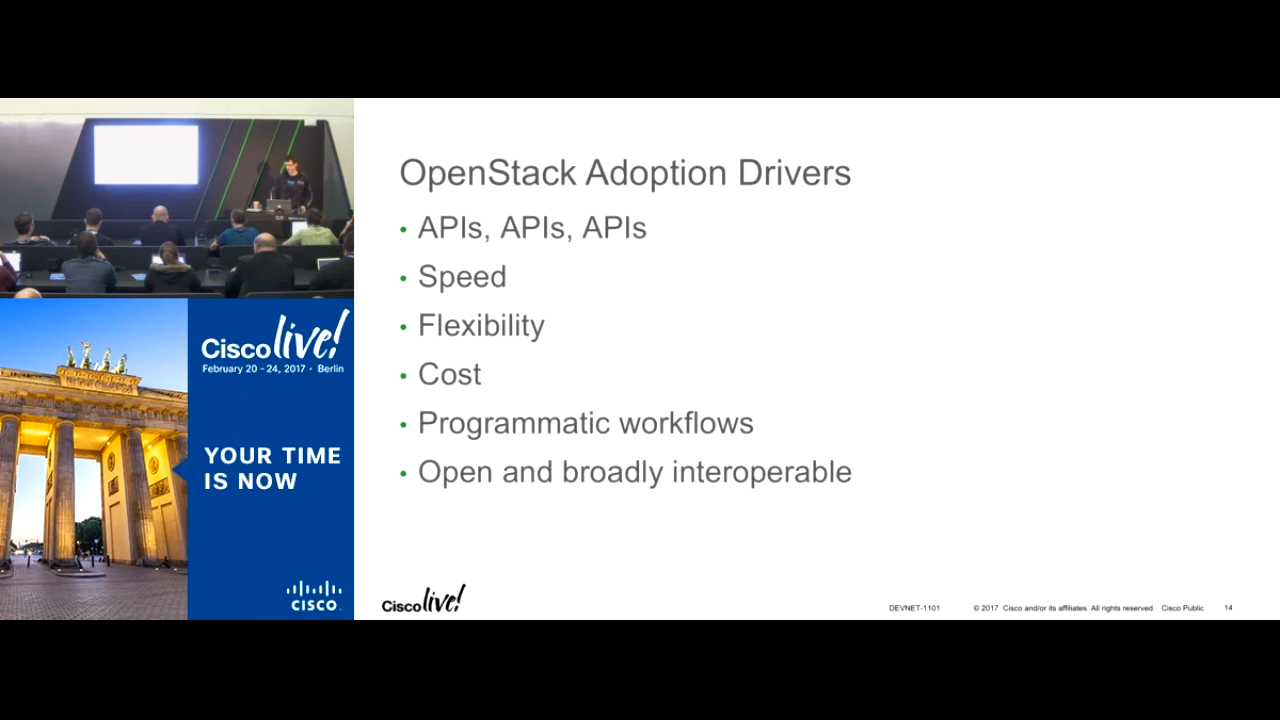 OpenStack Adoption Drivers
• APIs, APIs, APIs
• Speed
• Flexibility
• Cost
• Programmatic workflows
• Open and broadly interoperable
Cisco live!
February 20 - 24, 2017 • Berlin
YOUR TIME
IS NOW
CISCO.
Cisco live!
DEVNET-1101 © 2017 Cisco and/or its affiliates. All rights reserved. Cisco Public 14